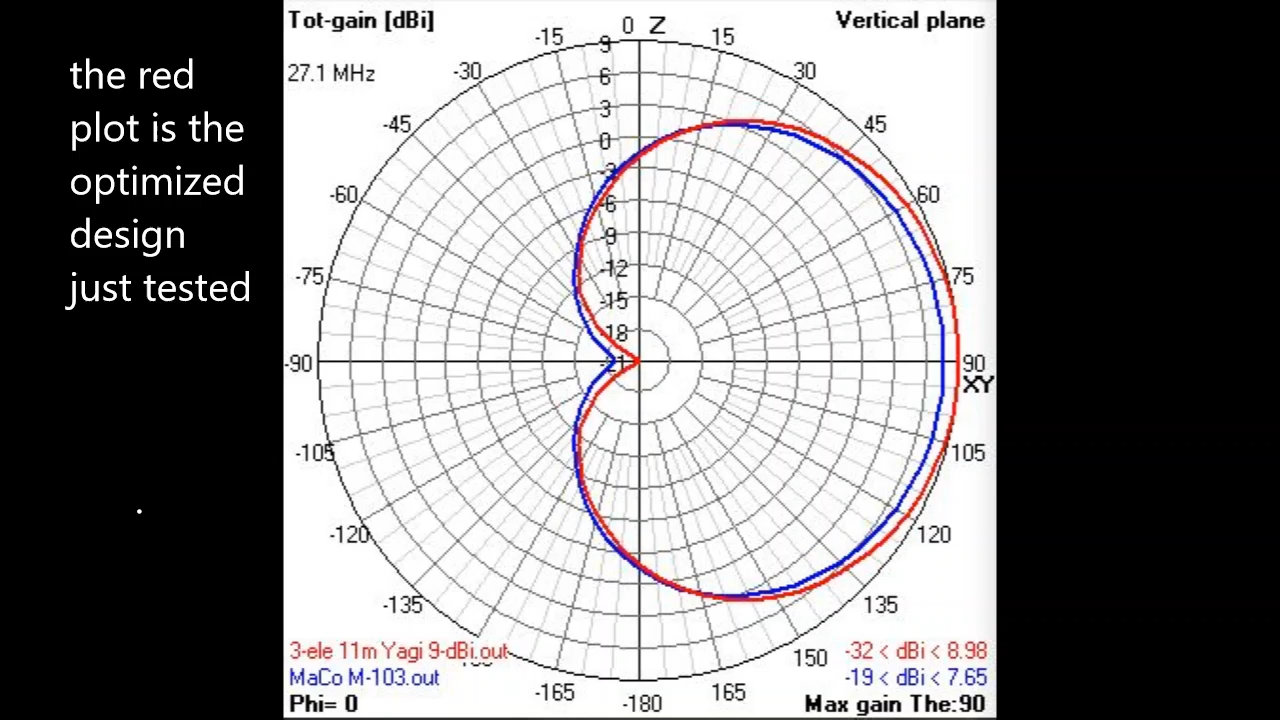 the red
plot is the
optimized
design
just tested
.
Tot-gain [dBi]
Vertical plane
27.1 MHz
0 Z
-15
15
-30
30
-45
45
-60
60
-75
75
-90
90
XY
-105
105
-120
120
-135
135
150
-165
165
-180
9
6
3
0
-6
-9
-12
-15
-18
-21
3-ele 11m Yagi 9-dBi.out
MaCo M-103.out
Phi= 0
-32 < dBi < 8.98
-19 < dBi < 7.65
Max gain The:90